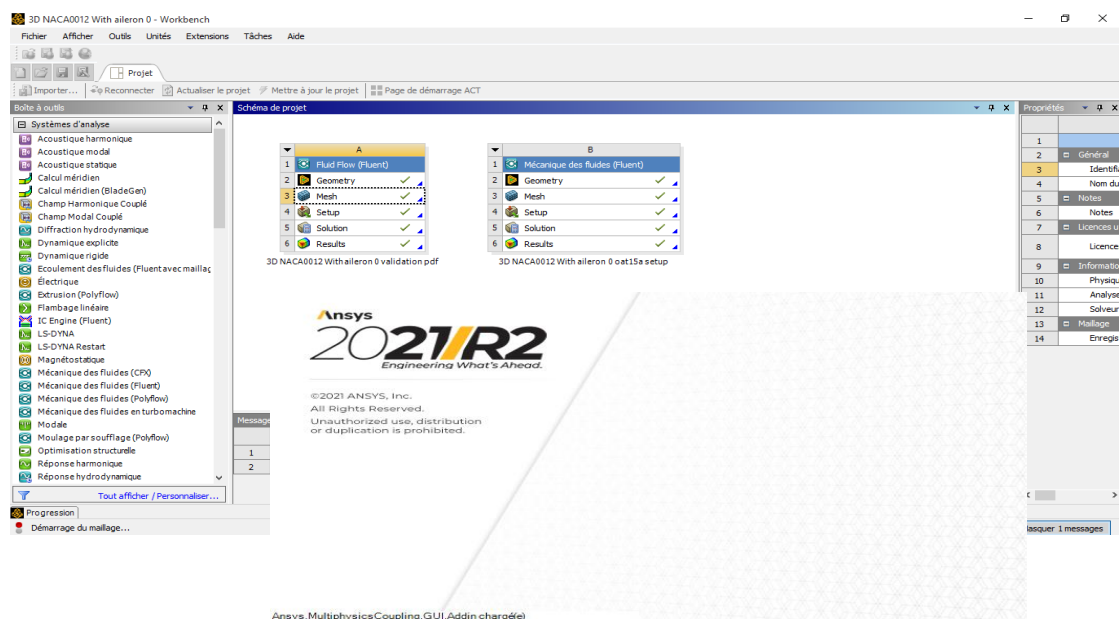 3D NACA0012 With aileron 0 - Workbench
Fichier Afficher Outils Unités Extensions Tâches Aide
Projet
Importer... Reconnecter Actualiser le projet Mettre à jour le projet Page de démarrage ACT
Boîte à outils
Systèmes d'analyse
Acoustique harmonique
Acoustique modal
Acoustique statique
Calcul méridien
Calcul méridien (BladeGen)
Champ Harmonique Couplé
Champ Modal Couplé
Diffraction hydrodynamique
Dynamique explicite
Dynamique rigide
Ecoulement des fluides (Fluent avec maillag
Électrique
Extrusion (Polyflow)
Flambage linéaire
IC Engine (Fluent)
LS-DYNA
LS-DYNA Restart
Magnétostatique
Mécanique des fluides (CFX)
Mécanique des fluides (Fluent)
Mécanique des fluides (Polyflow)
Mécanique des fluides en turbomachine
Modale
Moulage par soufflage (Polyflow)
Optimisation structurelle
Réponse harmonique
Réponse hydrodynamique
Tout afficher / Personnaliser...
Schéma de projet
A
1 Fluid Flow (Fluent)
2 Geometry
3 Mesh
4 Setup
5 Solution
6 Results
3D NACA0012 With aileron 0 validation pdf
B
1 Mécanique des fluides (Fluent)
2 Geometry
3 Mesh
4 Setup
5 Solution
6 Results
3D NACA0012 With aileron 0 oat15a setup
Ansys
2021/R2
Engineering What's Ahead.
©2021 ANSYS, Inc.
All Rights Reserved.
Unauthorized use, distribution
or duplication is prohibited.
Ansys.MultiphysicsCoupling.GUI.Addin chargé(e)
Message
1
2
Propriétés
1
2 Général
3 Identifia
4 Nom du
5 Notes
6 Notes
7 Licences u
8 Licence
9 Informatio
10 Physiqu
11 Analyse
12 Solveur
13 Maillage
14 Enregis
Progression
Démarrage du maillage...
lasquer 1 messages